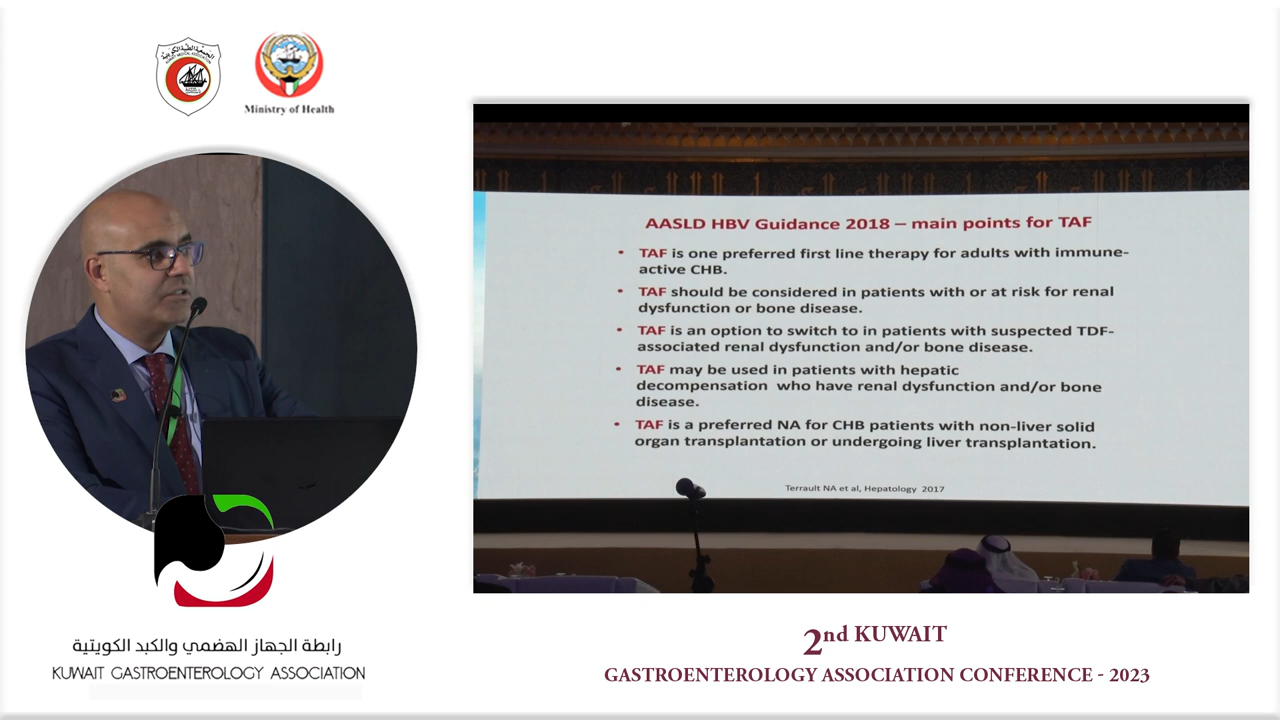 Ministry of Health
AASLD HBV Guidance 2018 – main points for TAF
• TAF is one preferred first line therapy for adults with immune-
active CHB.
• TAF should be considered in patients with or at risk for renal
dysfunction or bone disease.
• TAF is an option to switch to in patients with suspected TDF-
associated renal dysfunction and/or bone disease.
• TAF may be used in patients with hepatic
decompensation who have renal dysfunction and/or bone
disease.
• TAF is a preferred NA for CHB patients with non-liver solid
organ transplantation or undergoing liver transplantation.
Terrault NA et al, Hepatology 2017
رابطة الجهاز الهضمي والكبد الكويتية
KUWAIT GASTROENTEROLOGY ASSOCIATION
2nd KUWAIT
GASTROENTEROLOGY ASSOCIATION CONFERENCE - 2023